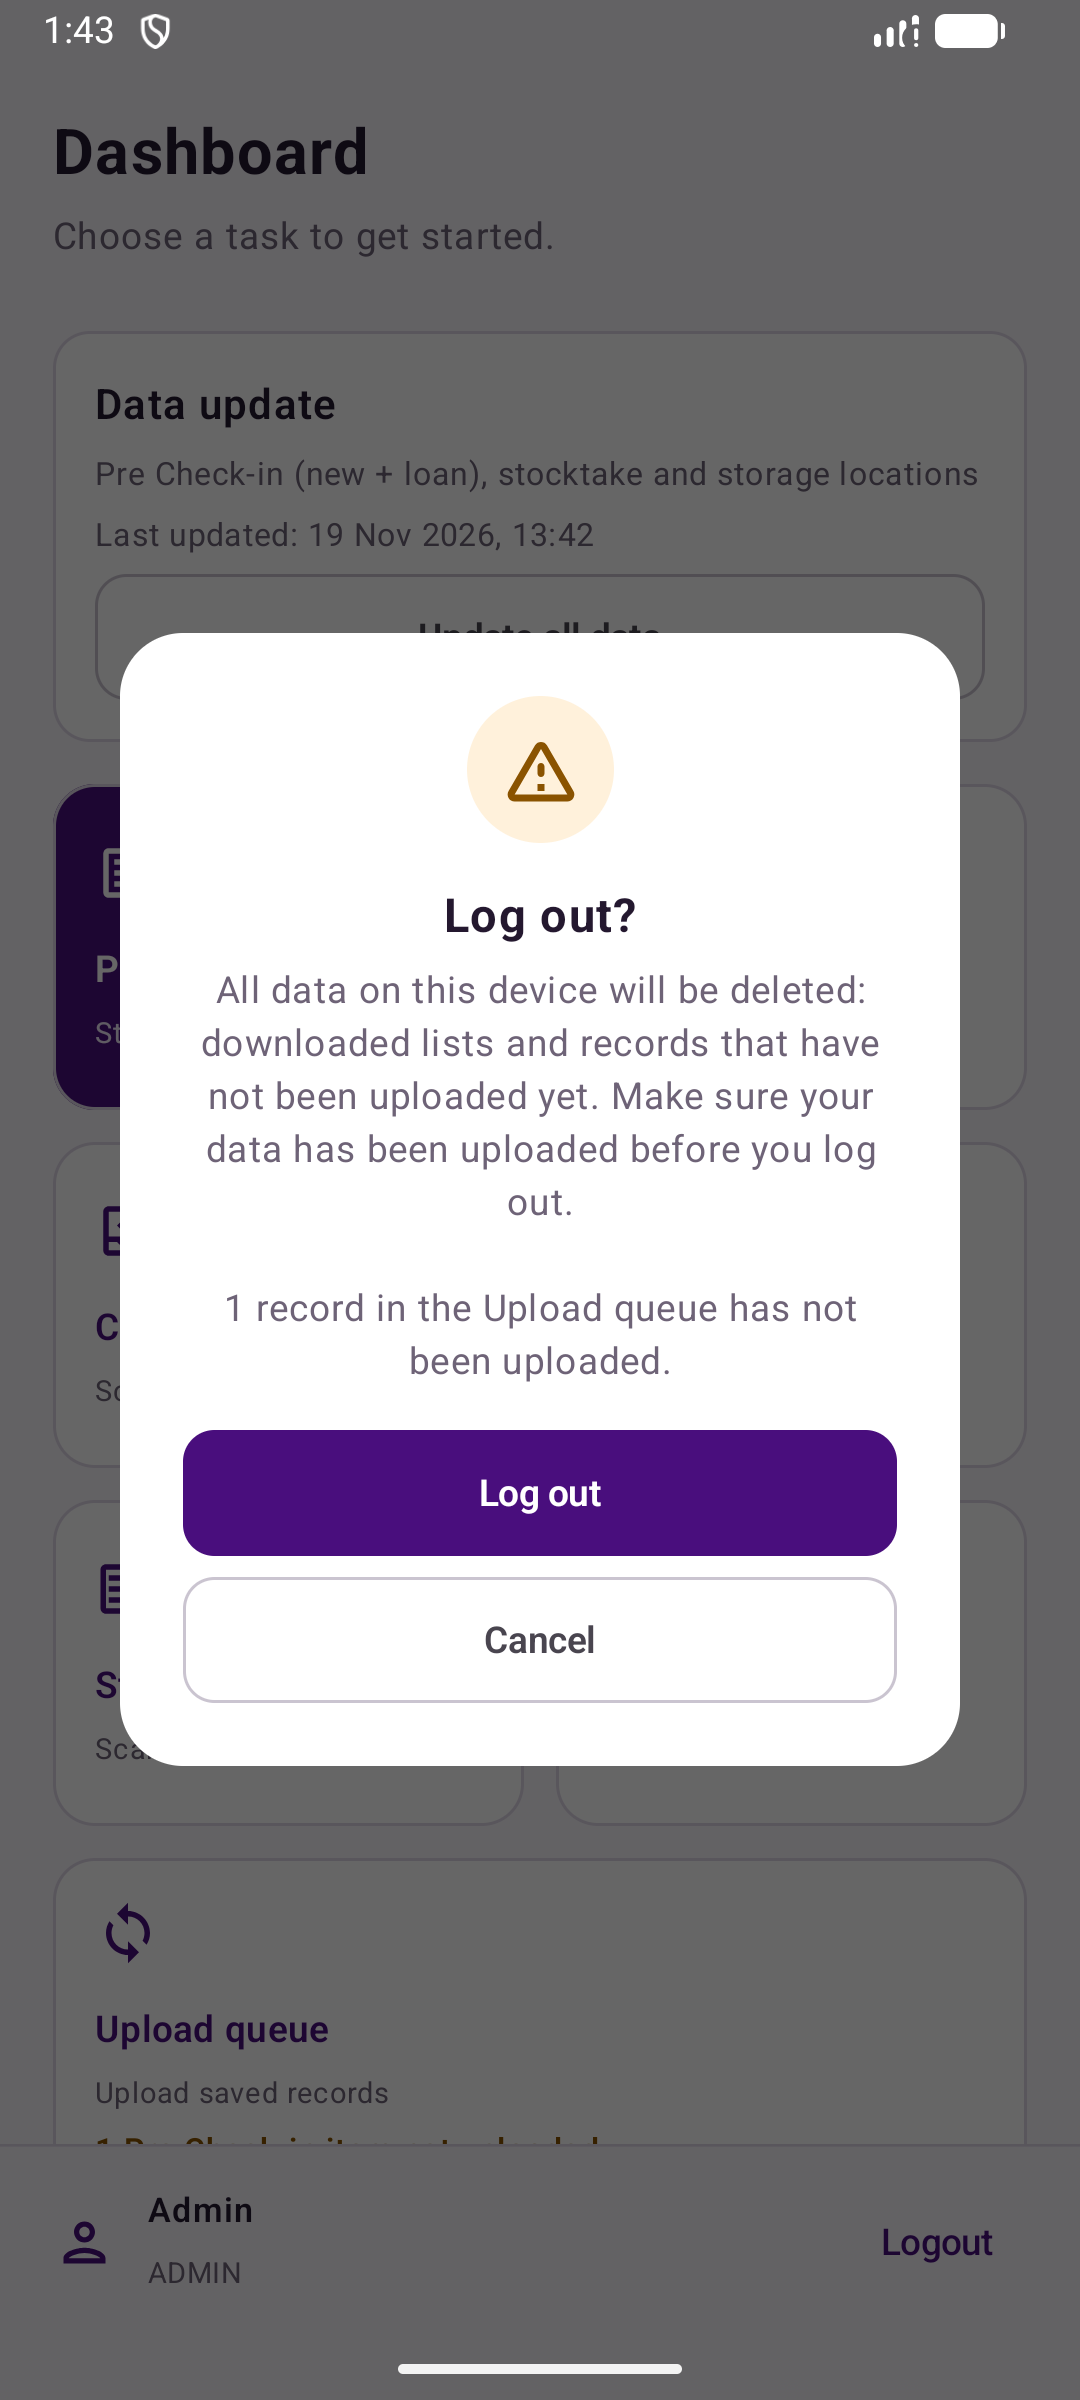 1:43
Dashboard
Choose a task to get started.
Data update
Pre Check-in (new + loan), stocktake and storage locations
Last updated: 19 Nov 2026, 13:42
Update all data
Log out?
All data on this device will be deleted:
downloaded lists and records that have
not been uploaded yet. Make sure your
data has been uploaded before you log
out.
1 record in the Upload queue has not
been uploaded.
Log out
Cancel
Upload queue
Upload saved records
Admin
ADMIN
Logout